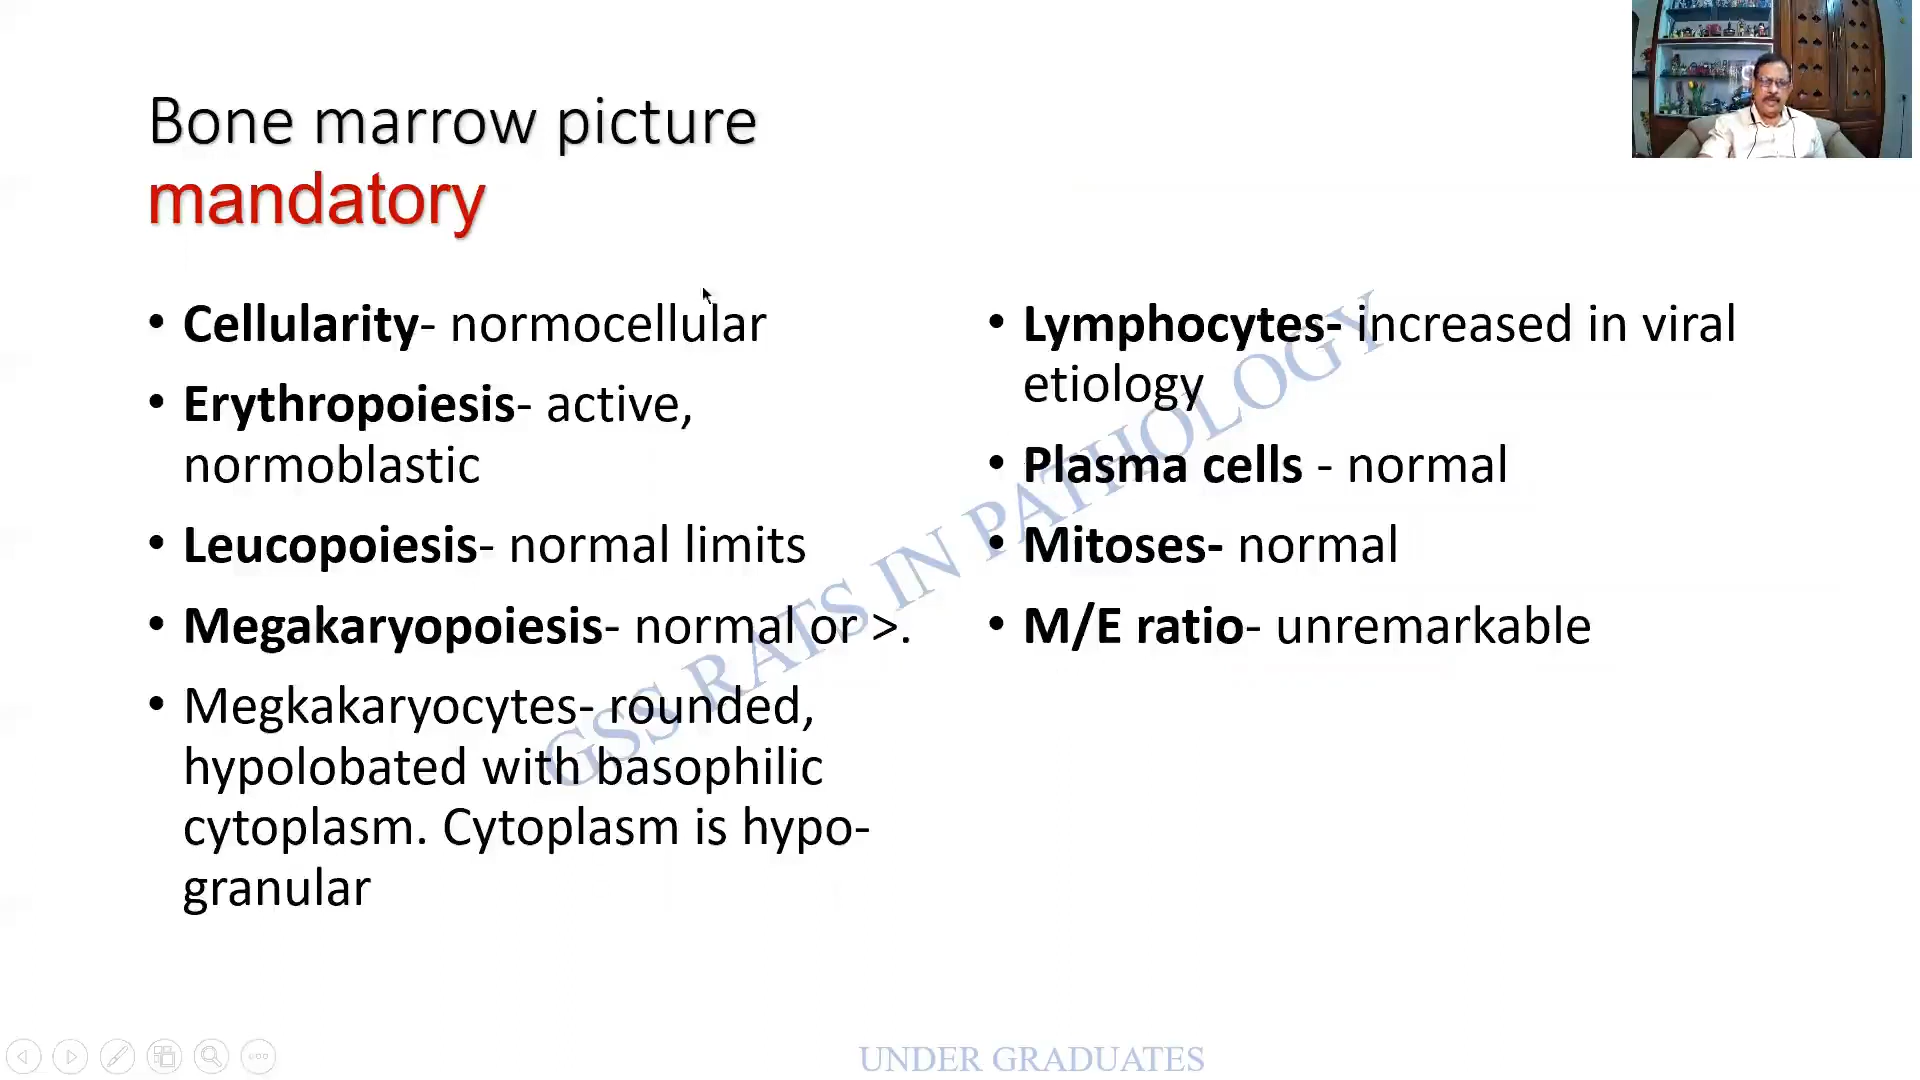 Bone marrow picture
mandatory
• Cellularity- normocellular
• Erythropoiesis- active,
normoblastic
• Leucopoiesis- normal limits
• Megakaryopoiesis- normal or >.
• Megkakaryocytes- rounded,
hypolobated with basophilic
cytoplasm. Cytoplasm is hypo-
granular
• Lymphocytes- increased in viral
etiology
• Plasma cells - normal
• Mitoses- normal
• M/E ratio- unremarkable
GSS RATS IN PATHOLOGY
UNDER GRADUATES